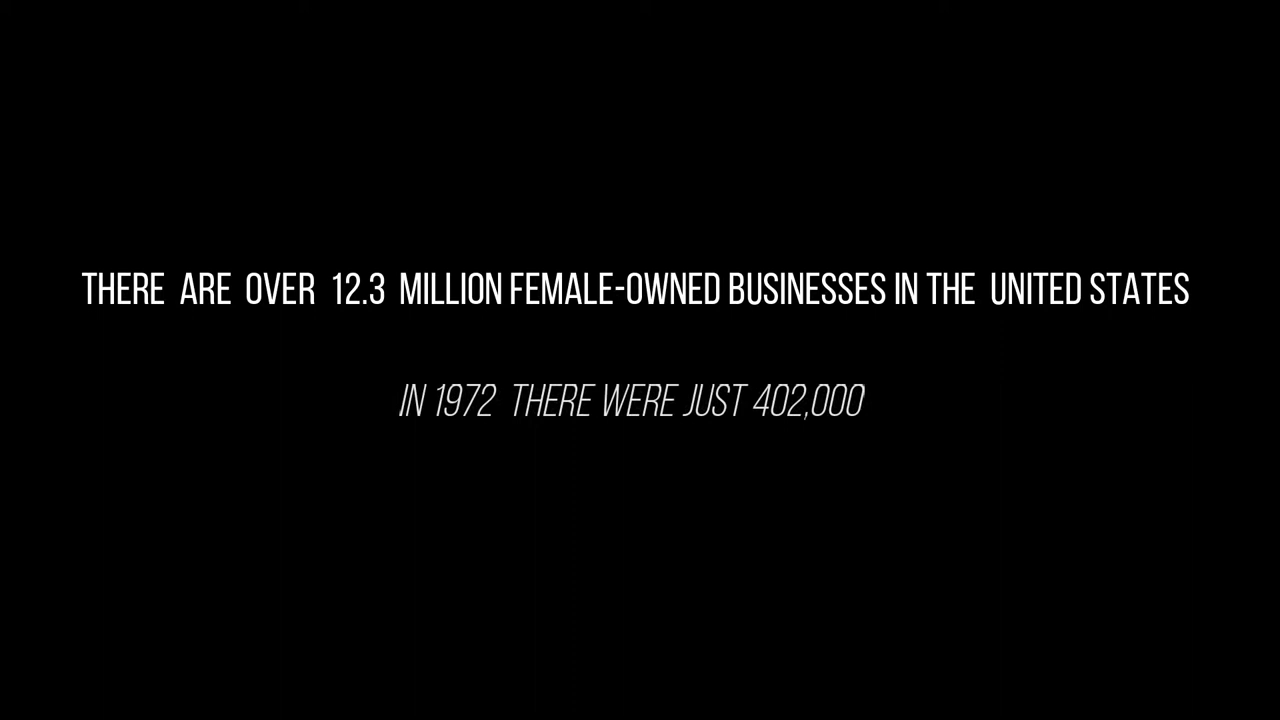 THERE ARE OVER 12.3 MILLION FEMALE-OWNED BUSINESSES IN THE UNITED STATES
IN 1972 THERE WERE JUST 402,000